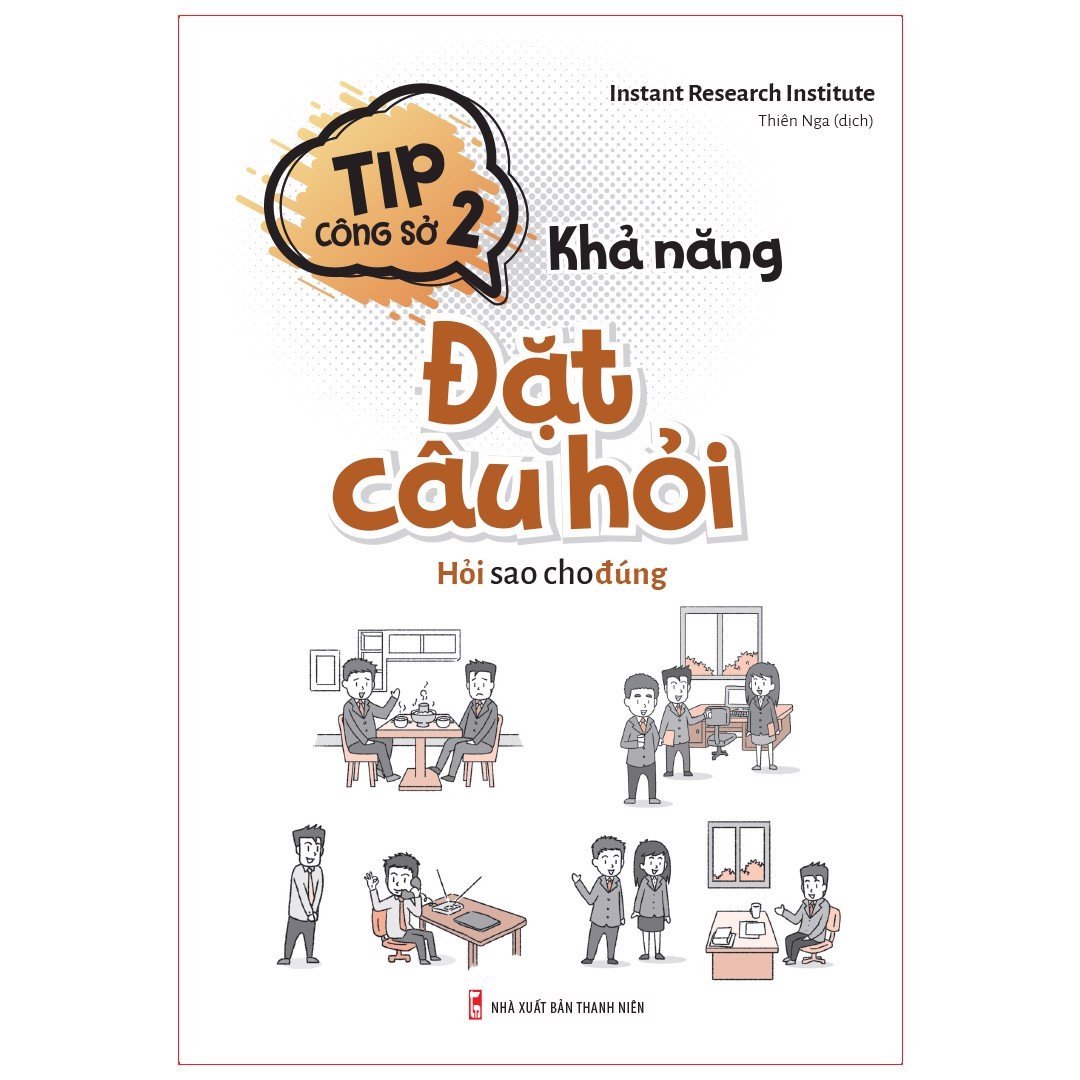 Instant Research Institute
Thiên Nga (dịch)
TIP
CÔNG SỞ 2
Khả năng
Đặt
câu hỏi
Hỏi sao cho đúng
NHÀ XUẤT BẢN THANH NIÊN